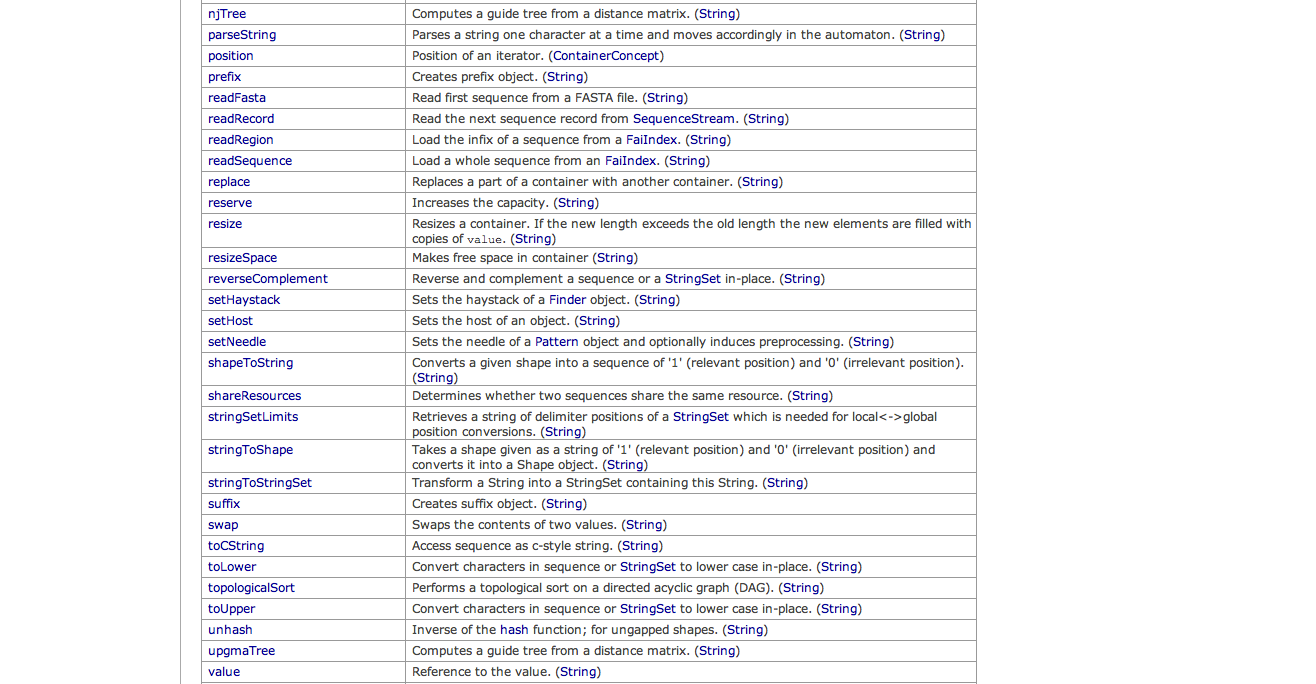 njTree Computes a guide tree from a distance matrix. (String)
parseString Parses a string one character at a time and moves accordingly in the automaton. (String)
position Position of an iterator. (ContainerConcept)
prefix Creates prefix object. (String)
readFasta Read first sequence from a FASTA file. (String)
readRecord Read the next sequence record from SequenceStream. (String)
readRegion Load the infix of a sequence from a FaiIndex. (String)
readSequence Load a whole sequence from an FaiIndex. (String)
replace Replaces a part of a container with another container. (String)
reserve Increases the capacity. (String)
resize Resizes a container. If the new length exceeds the old length the new elements are filled with
copies of value. (String)
resizeSpace Makes free space in container (String)
reverseComplement Reverse and complement a sequence or a StringSet in-place. (String)
setHaystack Sets the haystack of a Finder object. (String)
setHost Sets the host of an object. (String)
setNeedle Sets the needle of a Pattern object and optionally induces preprocessing. (String)
shapeToString Converts a given shape into a sequence of '1' (relevant position) and '0' (irrelevant position).
(String)
shareResources Determines whether two sequences share the same resource. (String)
stringSetLimits Retrieves a string of delimiter positions of a StringSet which is needed for local<->global
position conversions. (String)
stringToShape Takes a shape given as a string of '1' (relevant position) and '0' (irrelevant position) and
converts it into a Shape object. (String)
stringToStringSet Transform a String into a StringSet containing this String. (String)
suffix Creates suffix object. (String)
swap Swaps the contents of two values. (String)
toCString Access sequence as c-style string. (String)
toLower Convert characters in sequence or StringSet to lower case in-place. (String)
topologicalSort Performs a topological sort on a directed acyclic graph (DAG). (String)
toUpper Convert characters in sequence or StringSet to lower case in-place. (String)
unhash Inverse of the hash function; for ungapped shapes. (String)
upgmaTree Computes a guide tree from a distance matrix. (String)
value Reference to the value. (String)